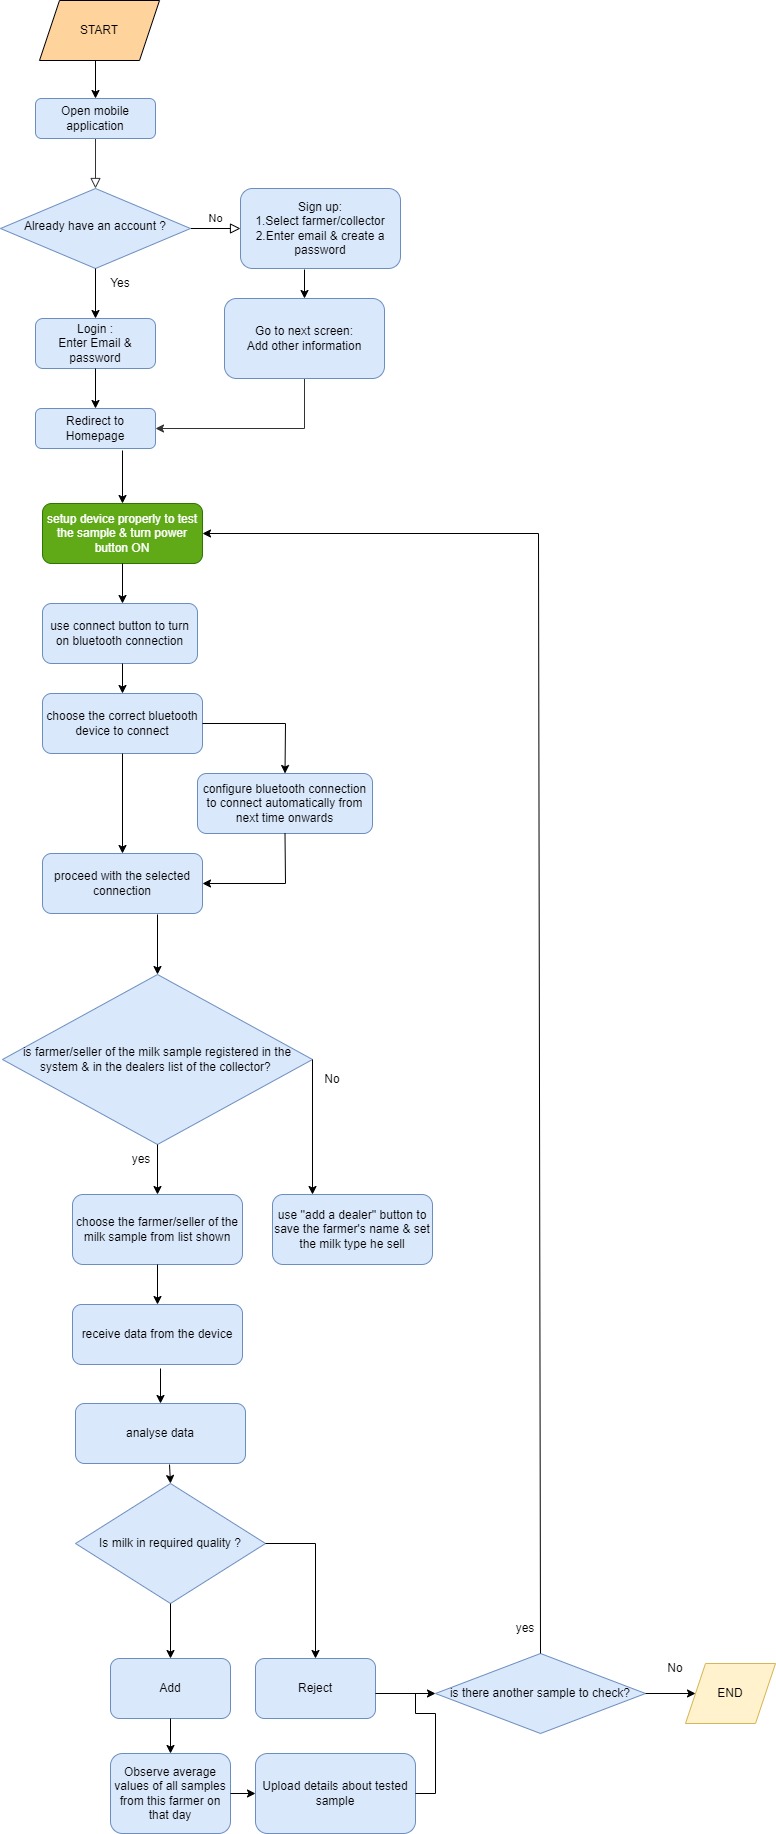 START
Open mobile
application
Already have an account ?
No
Sign up:
1.Select farmer/collector
2.Enter email & create a
password
Yes
Login :
Enter Email &
password
Go to next screen:
Add other information
Redirect to
Homepage
setup device properly to test
the sample & turn power
button ON
use connect button to turn
on bluetooth connection
choose the correct bluetooth
device to connect
configure bluetooth connection
to connect automatically from
next time onwards
proceed with the selected
connection
is farmer/seller of the milk sample registered in the
system & in the dealers list of the collector?
No
yes
choose the farmer/seller of the
milk sample from list shown
use "add a dealer" button to
save the farmer's name & set
the milk type he sell
receive data from the device
analyse data
Is milk in required quality ?
yes
Add
Reject
is there another sample to check?
No
END
Observe average
values of all samples
from this farmer on
that day
Upload details about tested
sample